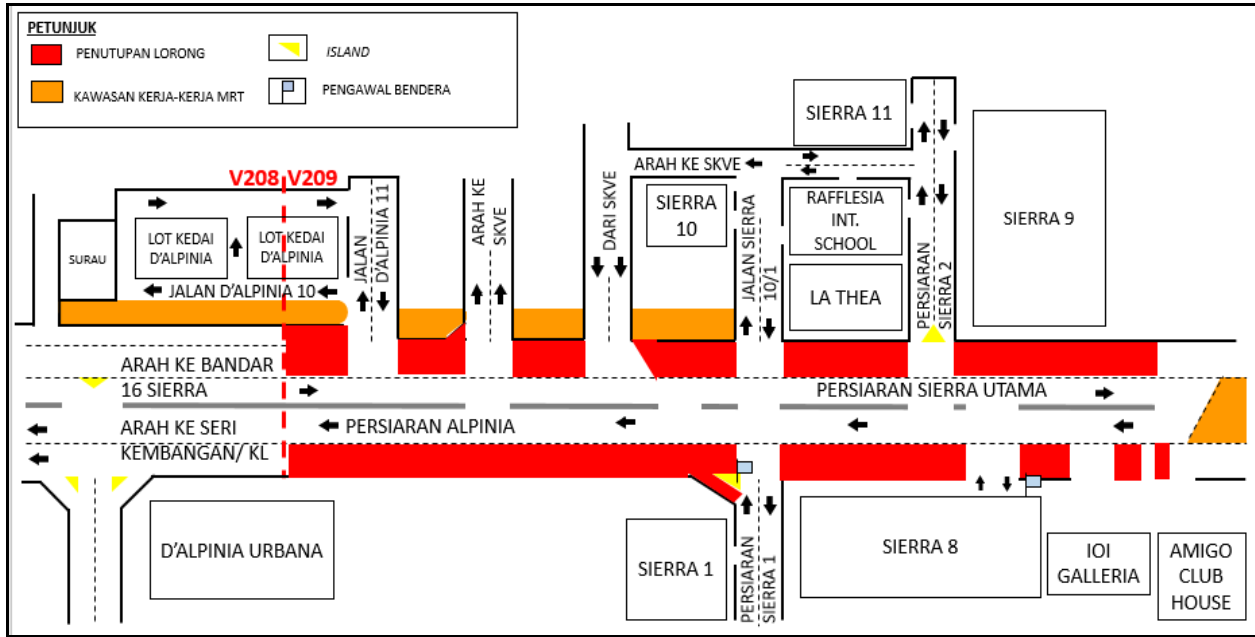 PETUNJUK
PENUTUPAN LORONG
ISLAND
KAWASAN KERJA-KERJA MRT
PENGAWAL BENDERA
SIERRA 11
ARAH KE SKVE
V208 V209
SURAU
LOT KEDAI
D'ALPINIA
LOT KEDAI
D'ALPINIA
JALAN D'ALPINIA 10
JALAN
D'ALPINIA 11
ARAH KE
SKVE
DARI SKVE
SIERRA
10
JALAN SIERRA
10/1
RAFFLESIA
INT.
SCHOOL
LA THEA
PERSIARAN
SIERRA 2
SIERRA 9
ARAH KE BANDAR
16 SIERRA
PERSIARAN SIERRA UTAMA
ARAH KE SERI
KEMBANGAN/ KL
PERSIARAN ALPINIA
D'ALPINIA URBANA
SIERRA 1
PERSIARAN
SIERRA 1
SIERRA 8
IOI
GALLERIA
AMIGO
CLUB
HOUSE